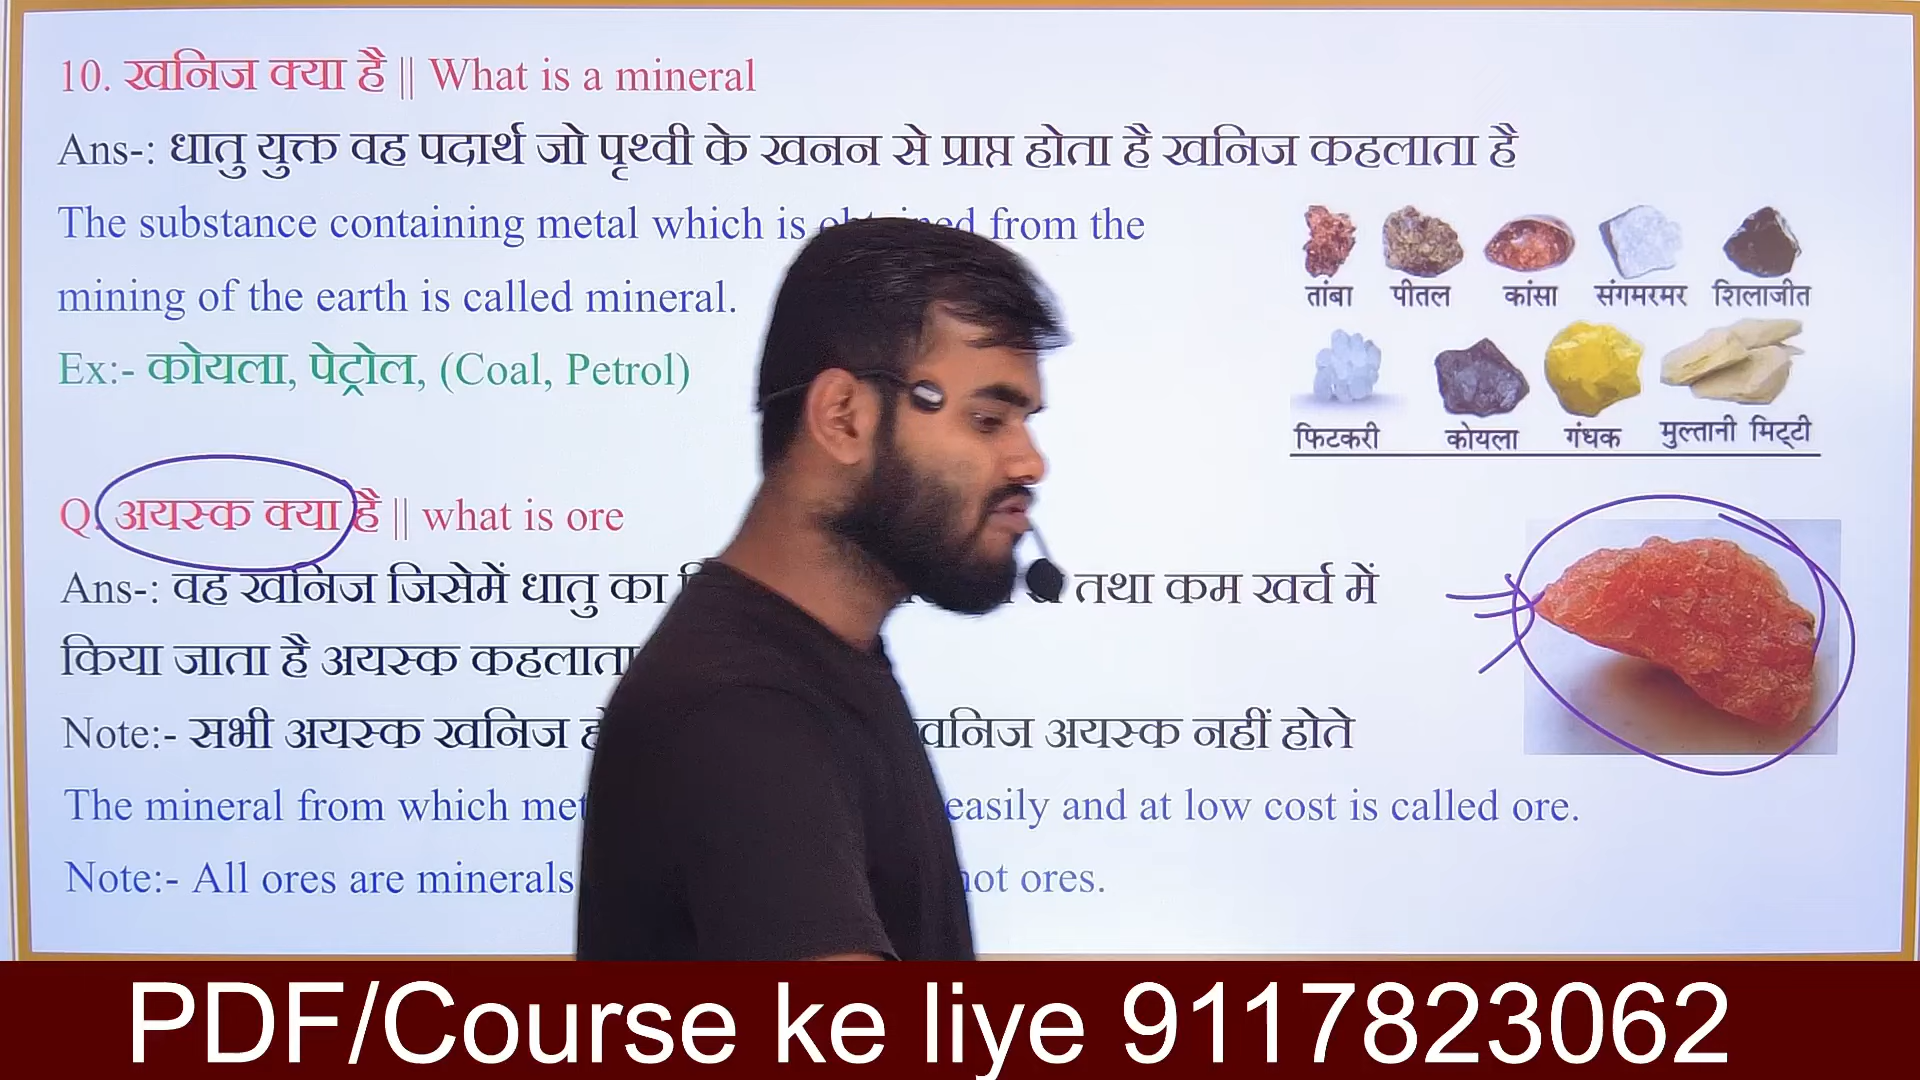 10. खनिज क्या है || What is a mineral
Ans-: धातु युक्त वह पदार्थ जो पृथ्वी के खनन से प्राप्त होता है खनिज कहलाता है
The substance containing metal which is from the
mining of the earth is called mineral.
Ex:- कोयला, पेट्रोल, (Coal, Petrol)
तांबा पीतल कांसा संगमरमर शिलाजीत
फिटकरी कोयला गंधक मुल्तानी मिट्टी
Q. अयस्क क्या है || what is ore
Ans-: वह खनिज जिसेमें धातु का तथा कम खर्च में
किया जाता है अयस्क कहलाता
Note:- सभी अयस्क खनिज अयस्क नहीं होते
The mineral from which easily and at low cost is called ore.
Note:- All ores are minerals not ores.
PDF/Course ke liye 9117823062